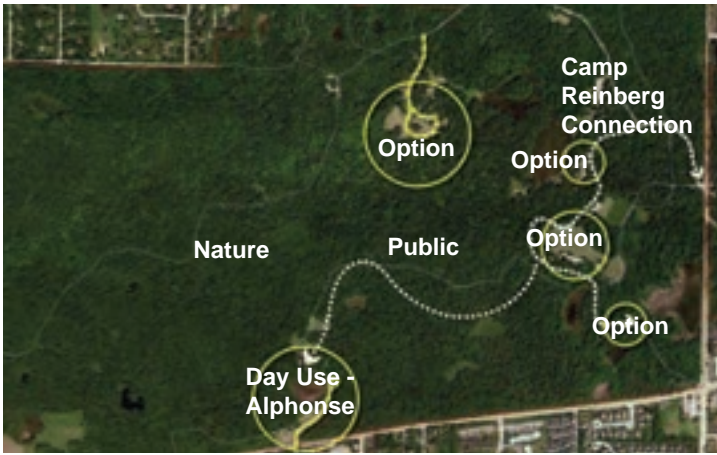 Camp
Reinberg
Connection
Option
Option
Nature
Public
Option
Option
Day Use -
Alphonse